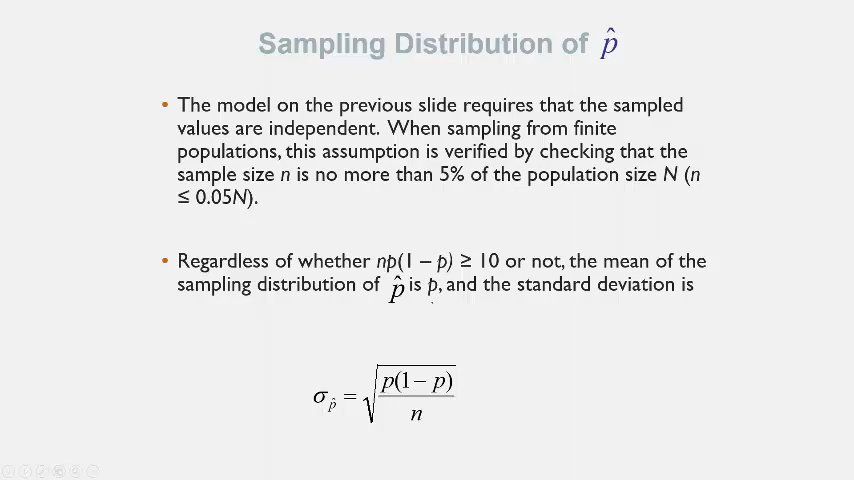 Sampling Distribution of p̂
• The model on the previous slide requires that the sampled
values are independent. When sampling from finite
populations, this assumption is verified by checking that the
sample size n is no more than 5% of the population size N (n
≤ 0.05N).
• Regardless of whether np(1 – p) ≥ 10 or not, the mean of the
sampling distribution of p̂ is p, and the standard deviation is
σ_p̂ = √(p(1 − p)/n)